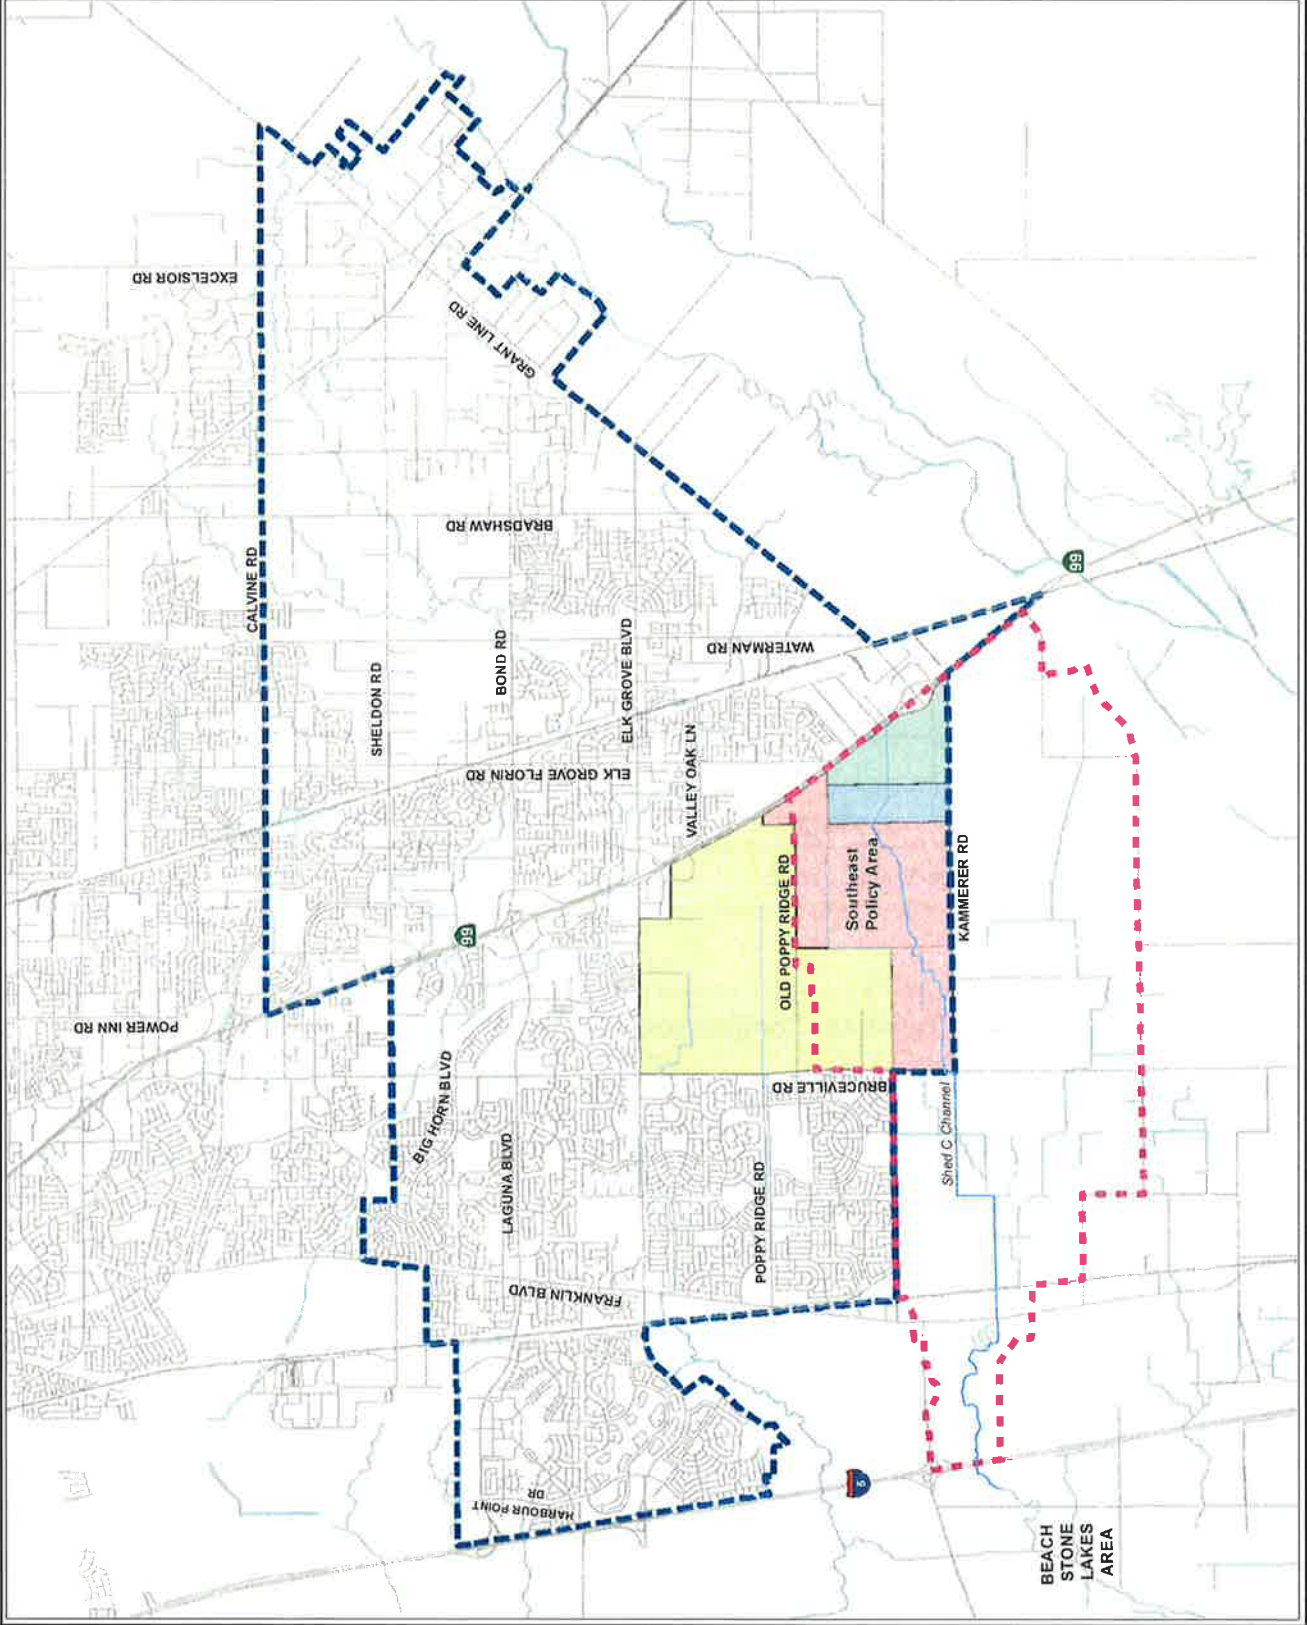 EXCELSIOR RD
GRANT LINE RD
CALVINE RD
BRADSHAW RD
SHELDON RD
BOND RD
ELK GROVE BLVD
WATERMAN RD
99
ELK GROVE FLORIN RD
VALLEY OAK LN
POWER INN RD
99
OLD POPPY RIDGE RD
Southeast
Policy Area
KAMMERER RD
BIG HORN BLVD
BRUCEVILLE RD
LAGUNA BLVD
POPPY RIDGE RD
Shed C Channel
FRANKLIN BLVD
HARBOUR POINT
DR
5
BEACH
STONE
LAKES
AREA